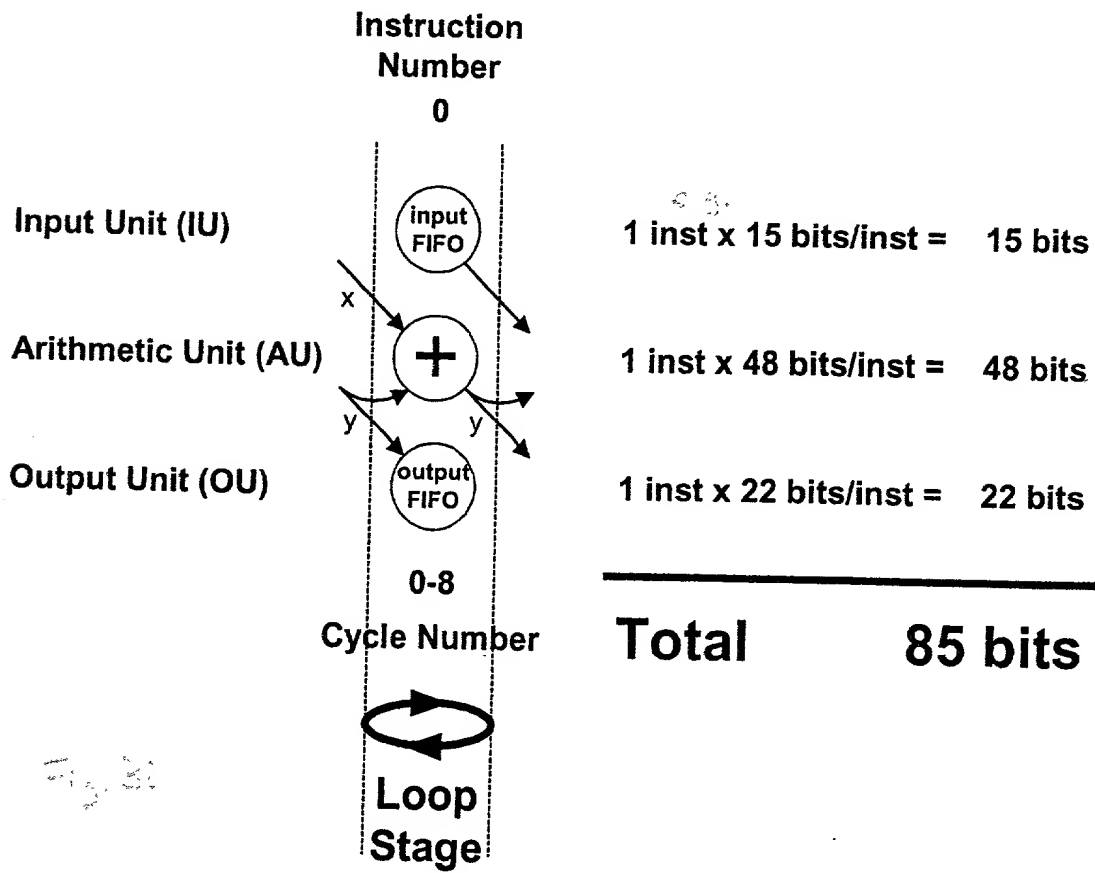 Instruction
Number
0
Input Unit (IU)
input
FIFO
1 inst x 15 bits/inst = 15 bits
x
Arithmetic Unit (AU)
+
1 inst x 48 bits/inst = 48 bits
y
y
Output Unit (OU)
output
FIFO
1 inst x 22 bits/inst = 22 bits
0-8
Cycle Number
Total 85 bits
Loop
Stage